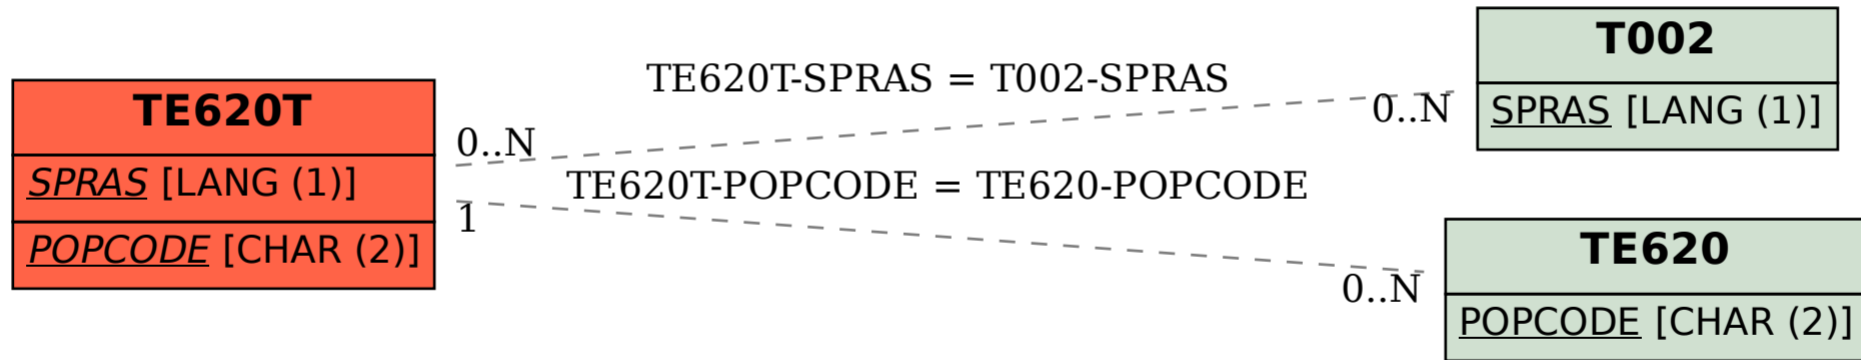 TE620T
SPRAS [LANG (1)]
POPCODE [CHAR (2)]
TE620T-SPRAS = T002-SPRAS
0..N
0..N
TE620T-POPCODE = TE620-POPCODE
1
0..N
T002
SPRAS [LANG (1)]
TE620
POPCODE [CHAR (2)]